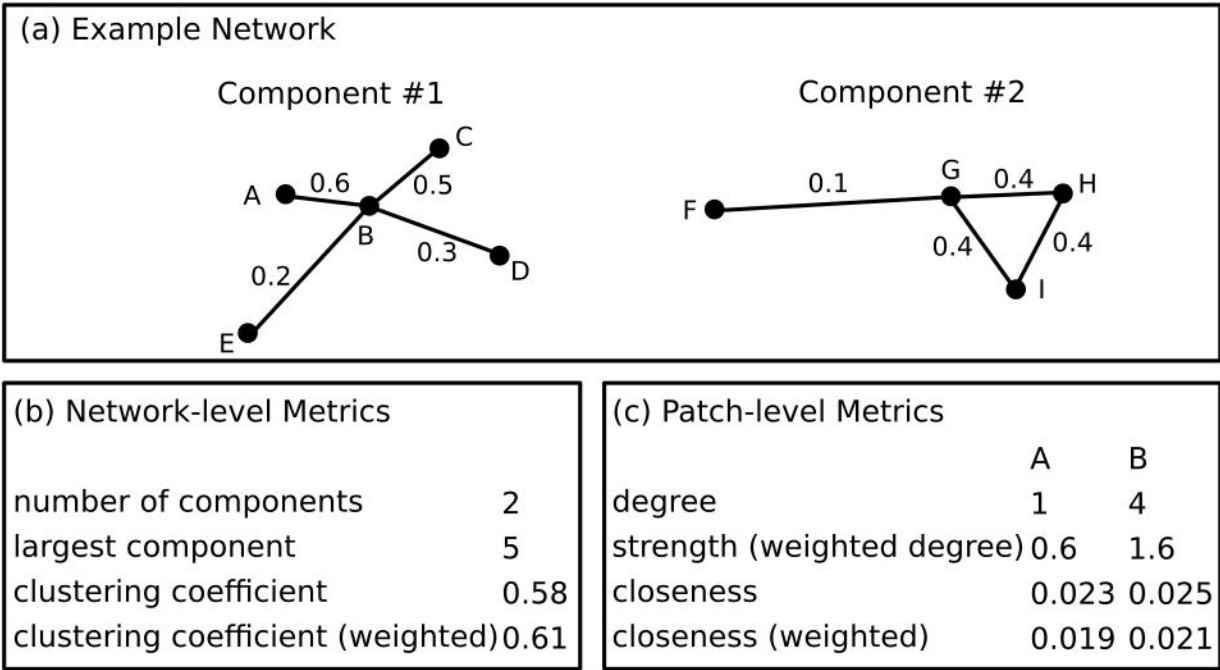 (a) Example Network
Component #1
Component #2
C
A
0.6
0.5
B
0.3
D
0.2
E
F
0.1
G
0.4
H
0.4
0.4
I
(b) Network-level Metrics
number of components 2
largest component 5
clustering coefficient 0.58
clustering coefficient (weighted) 0.61
(c) Patch-level Metrics
A B
degree 1 4
strength (weighted degree) 0.6 1.6
closeness 0.023 0.025
closeness (weighted) 0.019 0.021